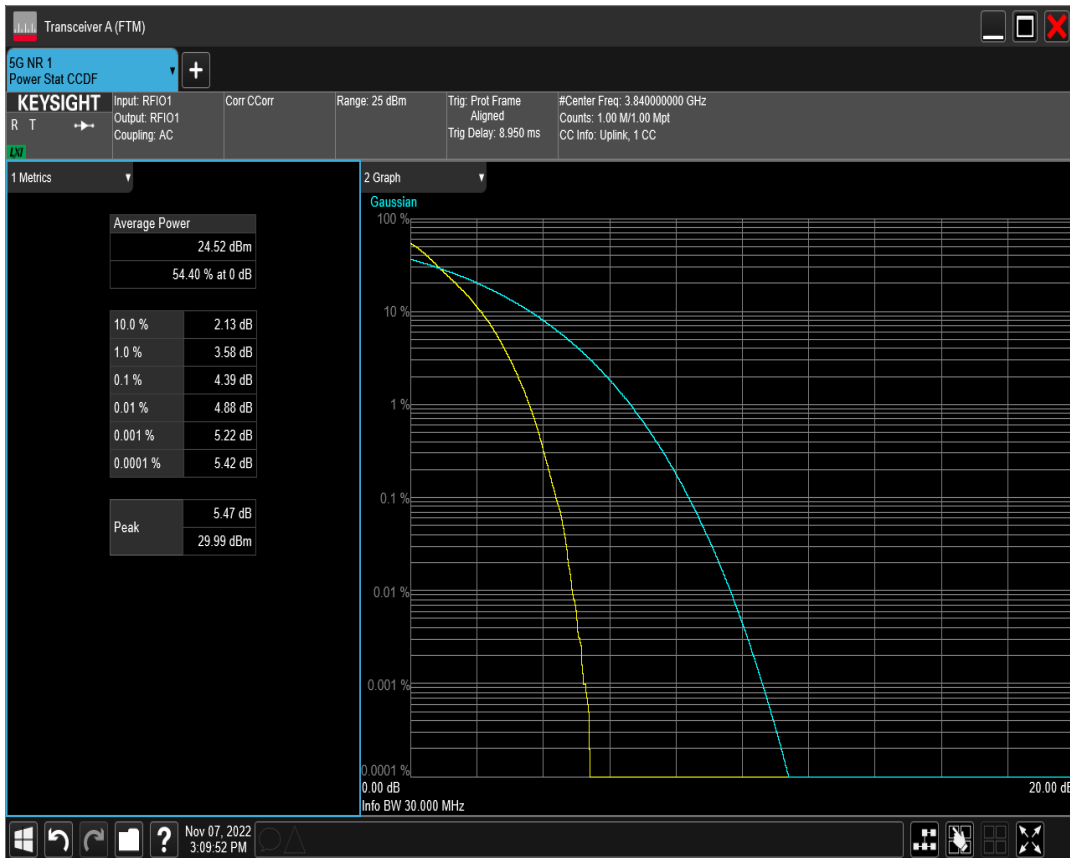 Transceiver A (FTM)
5G NR 1
Power Stat CCDF
+
KEYSIGHT
R T
LXI
Input: RFIO1
Output: RFIO1
Coupling: AC
Corr CCorr
Range: 25 dBm
Trig: Prot Frame
Aligned
Trig Delay: 8.950 ms
#Center Freq: 3.840000000 GHz
Counts: 1.00 M/1.00 Mpt
CC Info: Uplink, 1 CC
1 Metrics
Average Power
24.52 dBm
54.40 % at 0 dB
10.0 % 2.13 dB
1.0 % 3.58 dB
0.1 % 4.39 dB
0.01 % 4.88 dB
0.001 % 5.22 dB
0.0001 % 5.42 dB
Peak
5.47 dB
29.99 dBm
2 Graph
Gaussian
100 %
10 %
1 %
0.1 %
0.01 %
0.001 %
0.0001 %
0.00 dB
20.00 dB
Info BW 30.000 MHz
?
Nov 07, 2022
3:09:52 PM